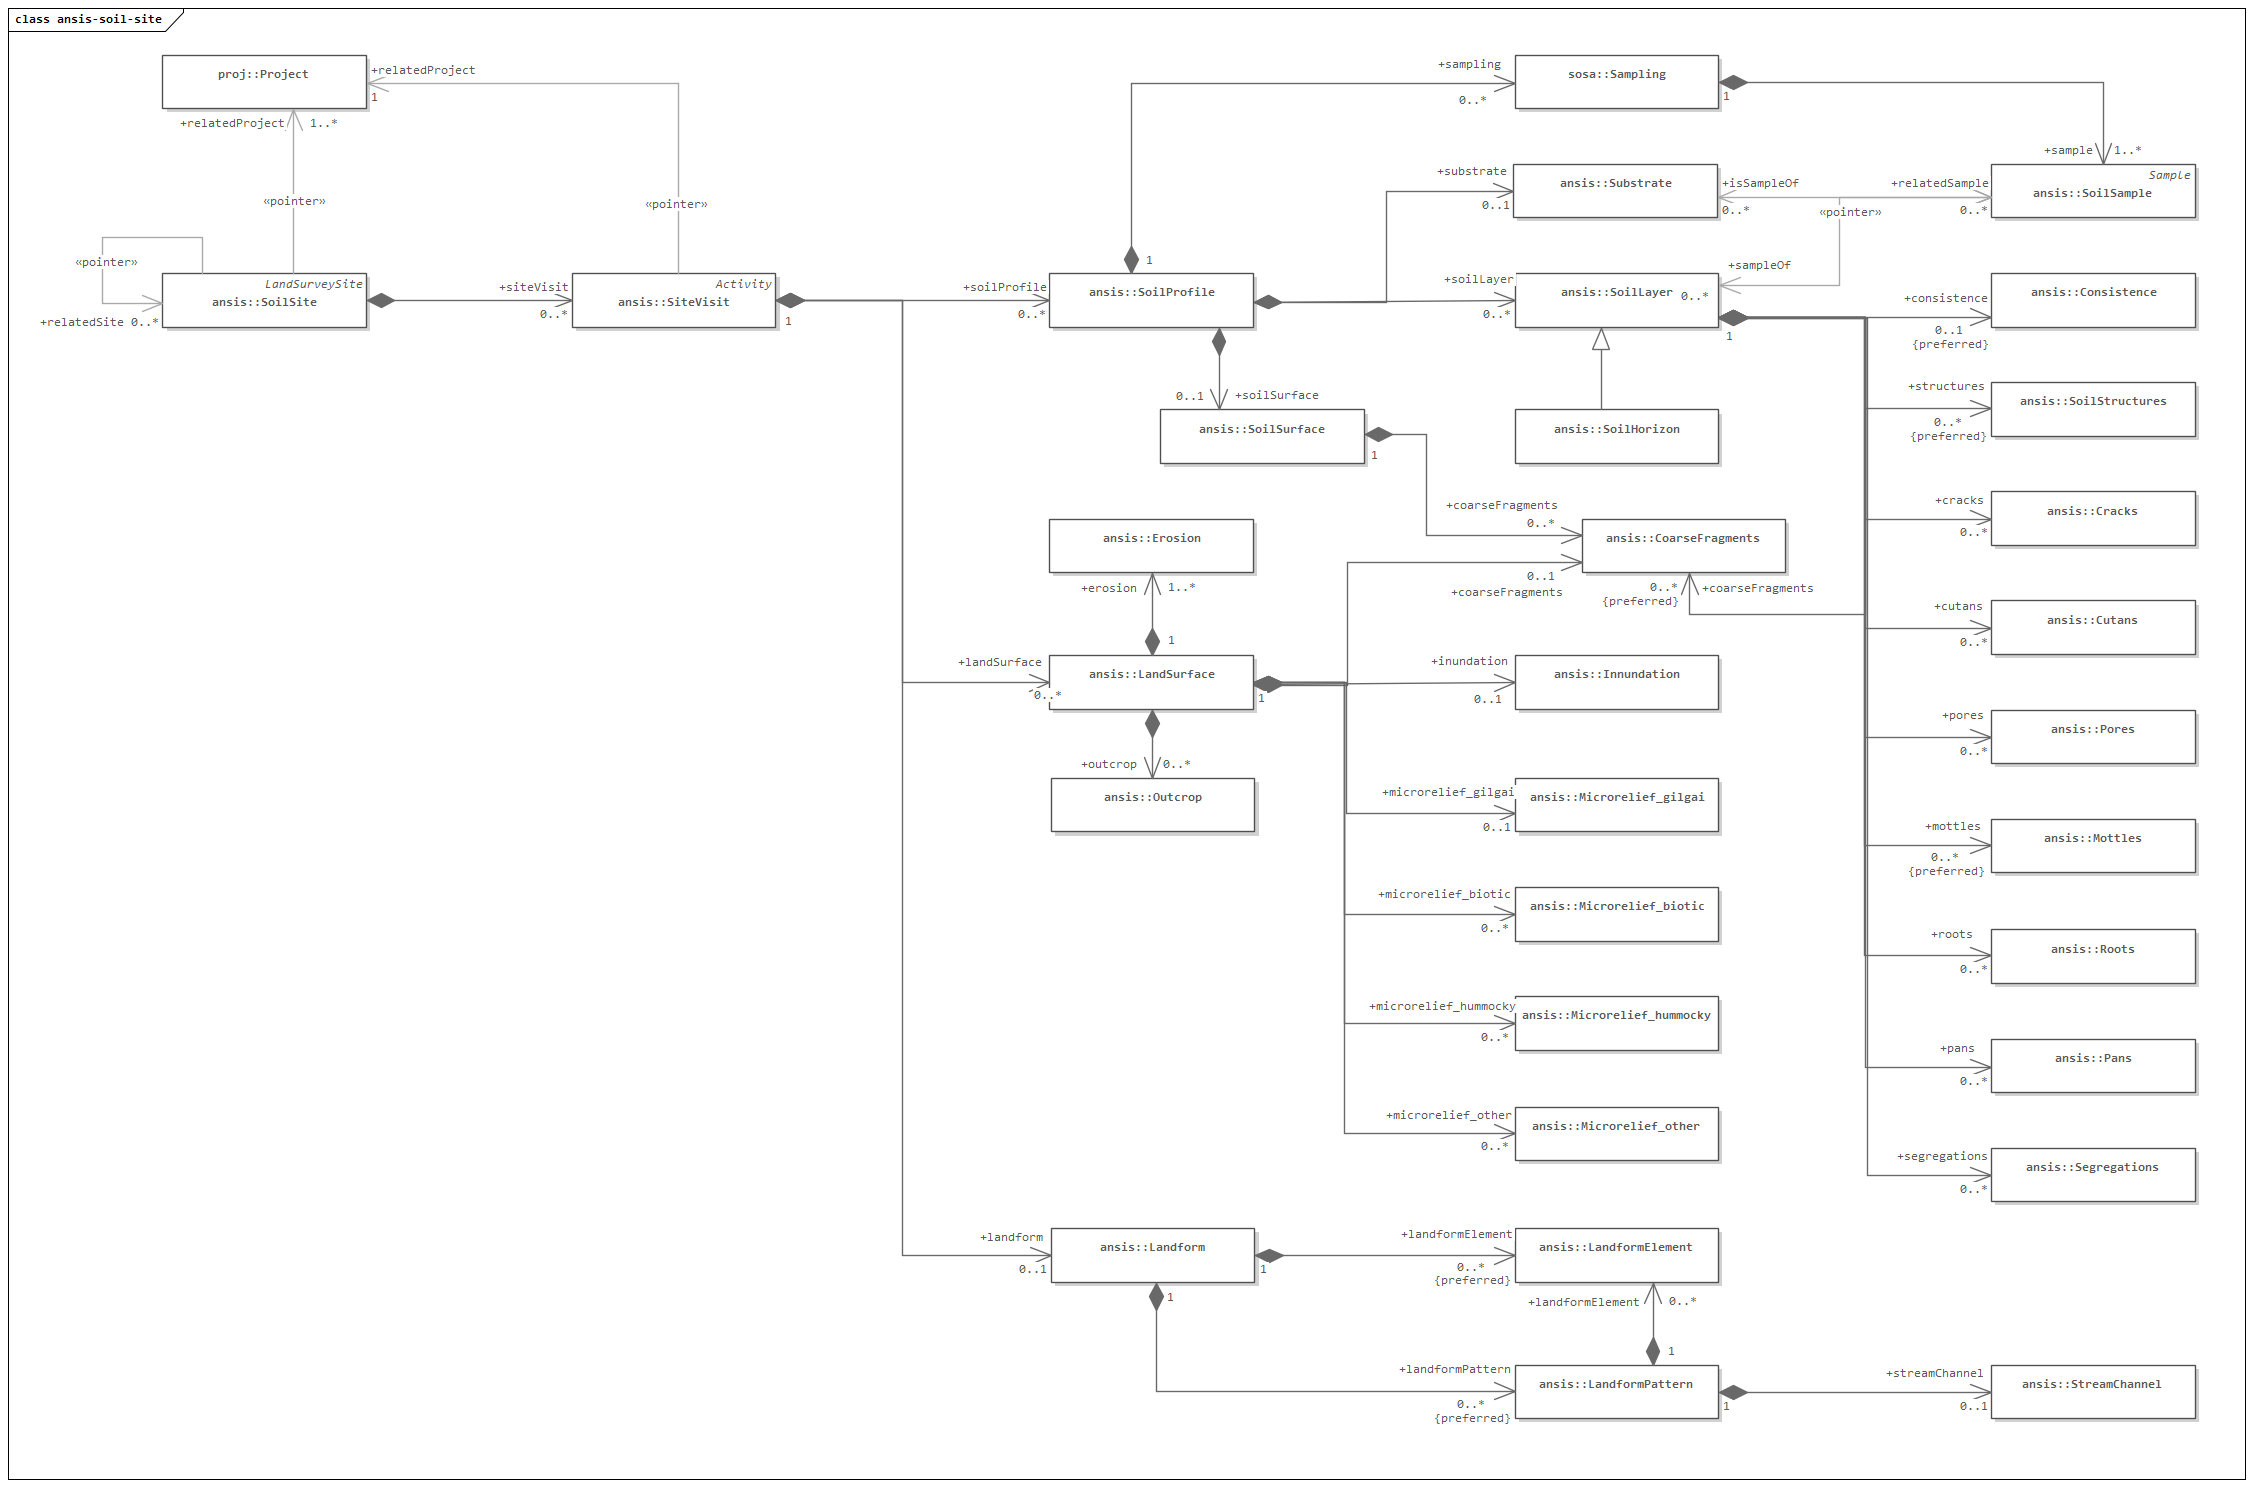 class ansis-soil-site
proj::Project
+relatedProject
1
+relatedProject
1..*
«pointer»
«pointer»
«pointer»
LandSurveySite
ansis::SoilSite
+relatedSite 0..*
+siteVisit
0..*
Activity
ansis::SiteVisit
1
+soilProfile
0..*
ansis::SoilProfile
1
+sampling
0..*
sosa::Sampling
1
+sample
1..*
+substrate
0..1
ansis::Substrate
+isSampleOf
0..*
+relatedSample
0..*
«pointer»
Sample
ansis::SoilSample
+sampleOf
+soilLayer
0..*
ansis::SoilLayer
0..*
1
+consistence
0..1
{preferred}
ansis::Consistence
0..1
+soilSurface
ansis::SoilSurface
1
ansis::SoilHorizon
+structures
0..*
{preferred}
ansis::SoilStructures
+coarseFragments
0..*
ansis::CoarseFragments
0..1
+coarseFragments
0..*
{preferred}
+coarseFragments
+cracks
0..*
ansis::Cracks
ansis::Erosion
+erosion
1..*
1
+cutans
0..*
ansis::Cutans
+landSurface
0..*
ansis::LandSurface
1
+inundation
0..1
ansis::Innundation
+pores
0..*
ansis::Pores
+outcrop
0..*
ansis::Outcrop
+microrelief_gilgai
0..1
ansis::Microrelief_gilgai
+mottles
0..*
{preferred}
ansis::Mottles
+microrelief_biotic
0..*
ansis::Microrelief_biotic
+roots
0..*
ansis::Roots
+microrelief_hummocky
0..*
ansis::Microrelief_hummocky
+pans
0..*
ansis::Pans
+microrelief_other
0..*
ansis::Microrelief_other
+segregations
0..*
ansis::Segregations
+landform
0..1
ansis::Landform
1
1
+landformElement
0..*
{preferred}
ansis::LandformElement
+landformElement
0..*
1
+landformPattern
0..*
{preferred}
ansis::LandformPattern
1
+streamChannel
0..1
ansis::StreamChannel